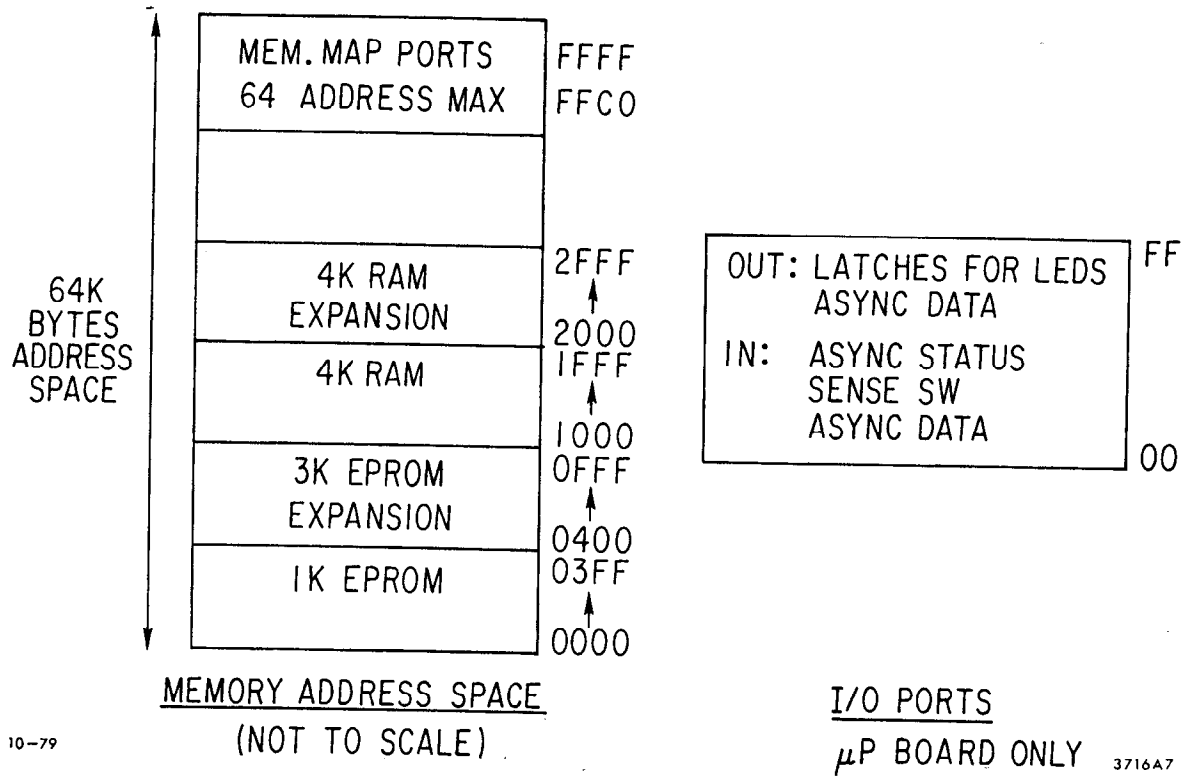 MEM. MAP PORTS FFFF
64 ADDRESS MAX FFC0
64K
BYTES
ADDRESS
SPACE
4K RAM
EXPANSION
2FFF
2000
4K RAM
1FFF
1000
3K EPROM
EXPANSION
0FFF
0400
1K EPROM
03FF
0000
MEMORY ADDRESS SPACE
(NOT TO SCALE)
OUT: LATCHES FOR LEDS
ASYNC DATA
IN: ASYNC STATUS
SENSE SW
ASYNC DATA
FF
00
I/O PORTS
μP BOARD ONLY
10-79
3716A7